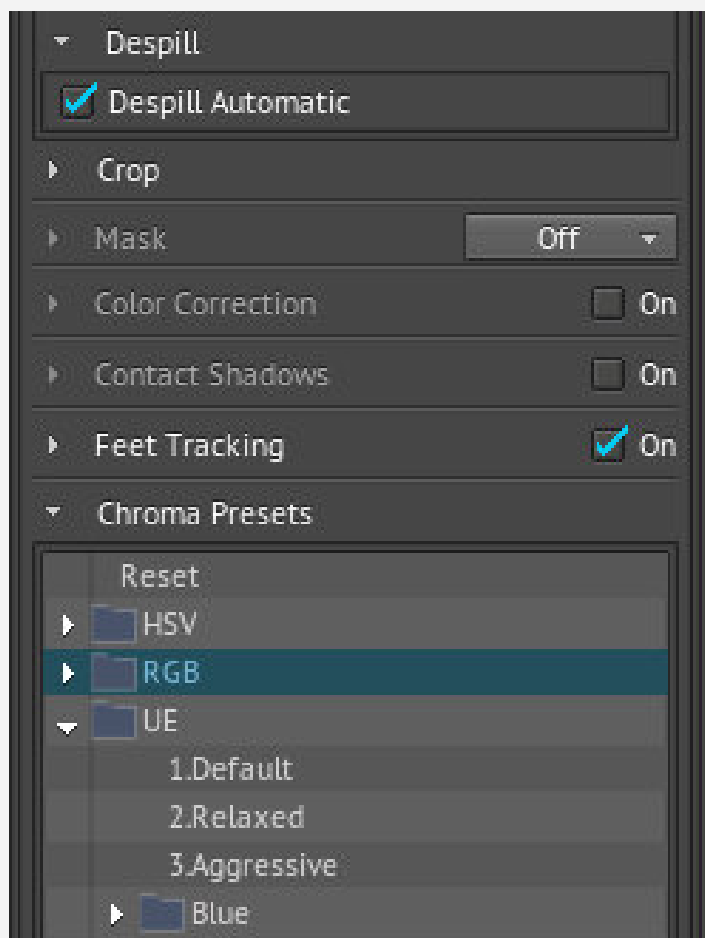 Despill
Despill Automatic
Crop
Mask Off
Color Correction On
Contact Shadows On
Feet Tracking On
Chroma Presets
Reset
HSV
RGB
UE
1.Default
2.Relaxed
3.Aggressive
Blue